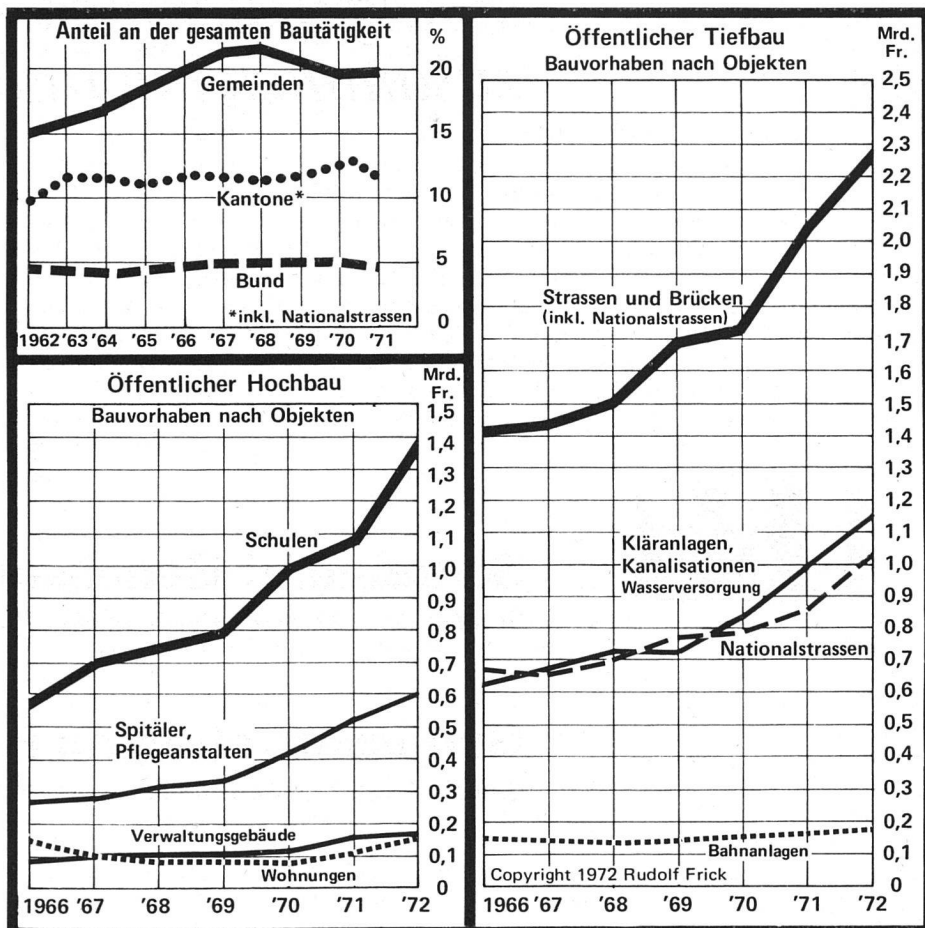 Anteil an der gesamten Bautätigkeit
%
20
15
10
5
0
Gemeinden
Kantone*
Bund
*inkl. Nationalstrassen
1962 '63 '64 '65 '66 '67 '68 '69 '70 '71
Öffentlicher Hochbau
Bauvorhaben nach Objekten
Mrd.
Fr.
1,5
1,4
1,3
1,2
1,1
1,0
0,9
0,8
0,7
0,6
0,5
0,4
0,3
0,2
0,1
0
Schulen
Spitäler,
Pflegeanstalten
Verwaltungsgebäude
Wohnungen
1966 '67 '68 '69 '70 '71 '72
Öffentlicher Tiefbau
Bauvorhaben nach Objekten
Mrd.
Fr.
2,5
2,4
2,3
2,2
2,1
2,0
1,9
1,8
1,7
1,6
1,5
1,4
1,3
1,2
1,1
1,0
0,9
0,8
0,7
0,6
0,5
0,4
0,3
0,2
0,1
0
Strassen und Brücken
(inkl. Nationalstrassen)
Kläranlagen,
Kanalisationen
Wasserversorgung
Nationalstrassen
Bahnanlagen
Copyright 1972 Rudolf Frick
1966 '67 '68 '69 '70 '71 '72